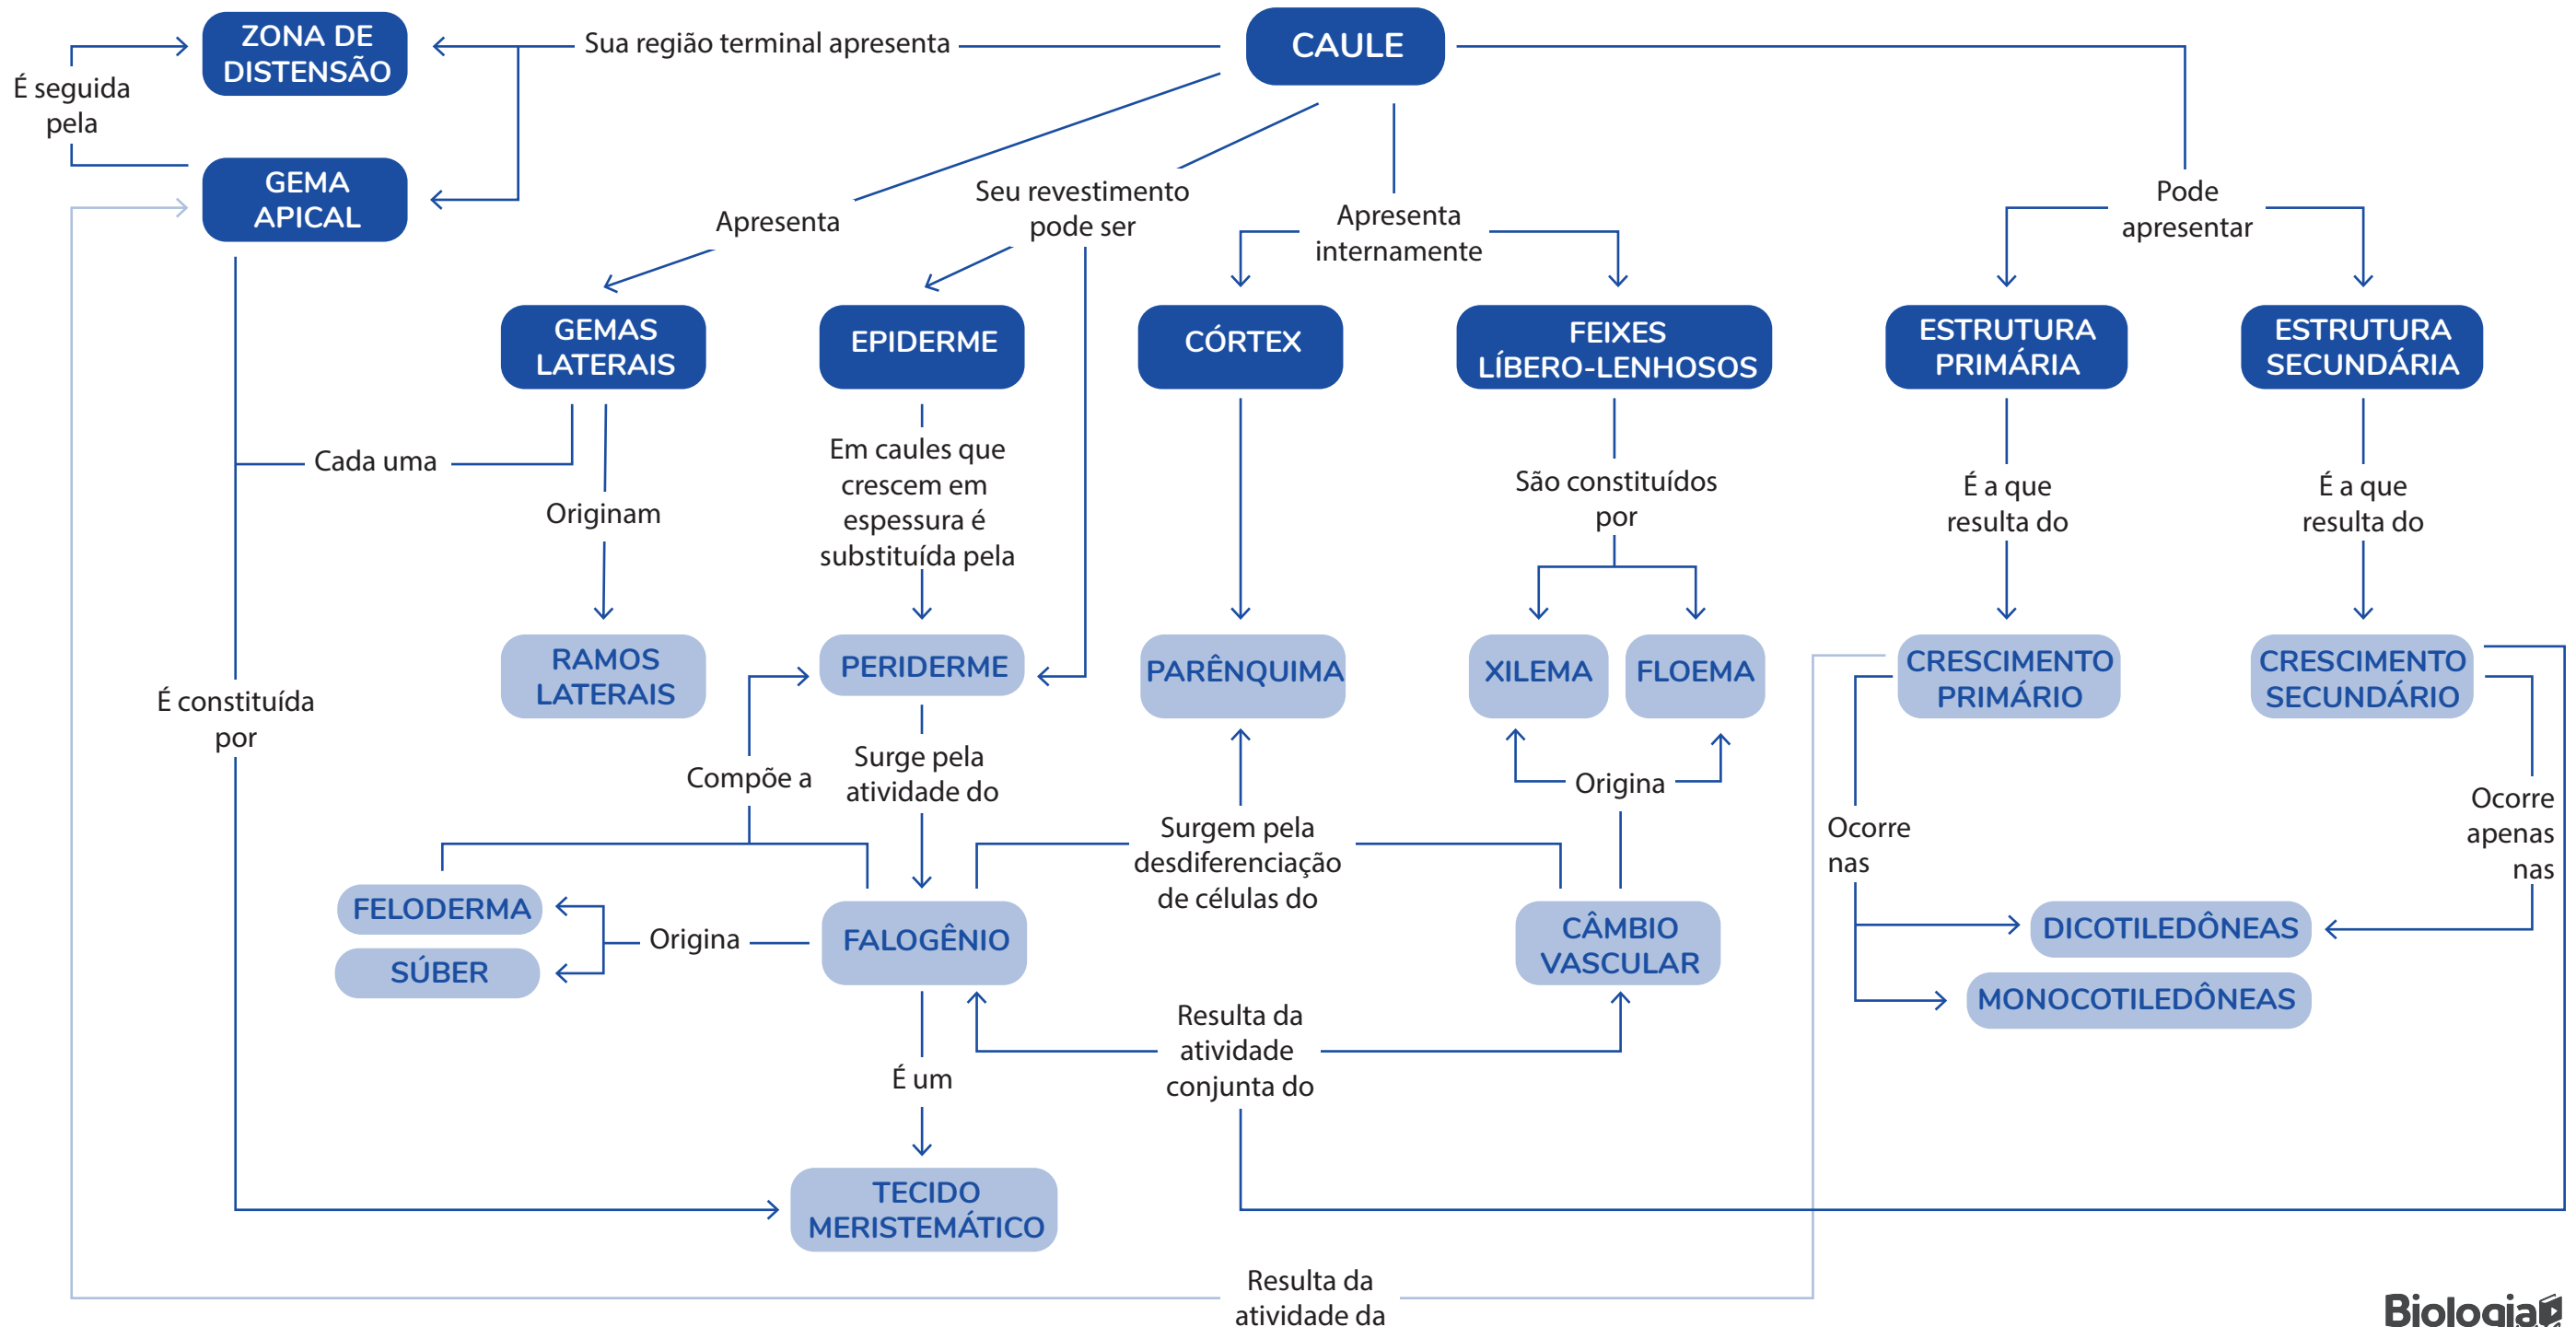 ZONA DE
DISTENSÃO
Sua região terminal apresenta
CAULE
É seguida
pela
GEMA
APICAL
Apresenta
Seu revestimento
pode ser
Apresenta
internamente
Pode
apresentar
GEMAS
LATERAIS
EPIDERME
CÓRTEX
FEIXES
LÍBERO-LENHOSOS
ESTRUTURA
PRIMÁRIA
ESTRUTURA
SECUNDÁRIA
Cada uma
Originam
Em caules que
crescem em
espessura é
substituída pela
São constituídos
por
É a que
resulta do
É a que
resulta do
RAMOS
LATERAIS
PERIDERME
PARÊNQUIMA
XILEMA
FLOEMA
CRESCIMENTO
PRIMÁRIO
CRESCIMENTO
SECUNDÁRIO
É constituída
por
Compõe a
Surge pela
atividade do
Surgem pela
desdiferenciação
de células do
Origina
Ocorre
nas
Ocorre
apenas
nas
FELODERMA
SÚBER
Origina
FALOGÊNIO
CÂMBIO
VASCULAR
DICOTILEDÔNEAS
MONOCOTILEDÔNEAS
É um
Resulta da
atividade
conjunta do
TECIDO
MERISTEMÁTICO
Resulta da
atividade da
Biologia